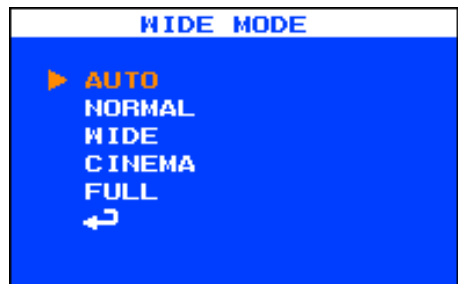 WIDE MODE
AUTO
NORMAL
WIDE
CINEMA
FULL